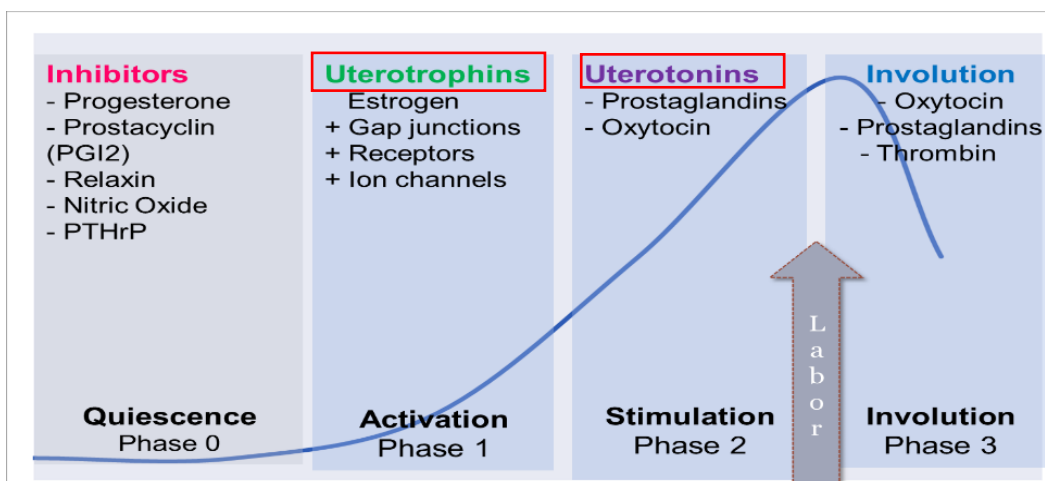 Inhibitors
- Progesterone
- Prostacyclin
(PGI2)
- Relaxin
- Nitric Oxide
- PTHrP
Quiescence
Phase 0
Uterotrophins
Estrogen
+ Gap junctions
+ Receptors
+ Ion channels
Activation
Phase 1
Uterotonins
- Prostaglandins
- Oxytocin
Stimulation
Phase 2
Labor
Involution
- Oxytocin
- Prostaglandins
- Thrombin
Involution
Phase 3